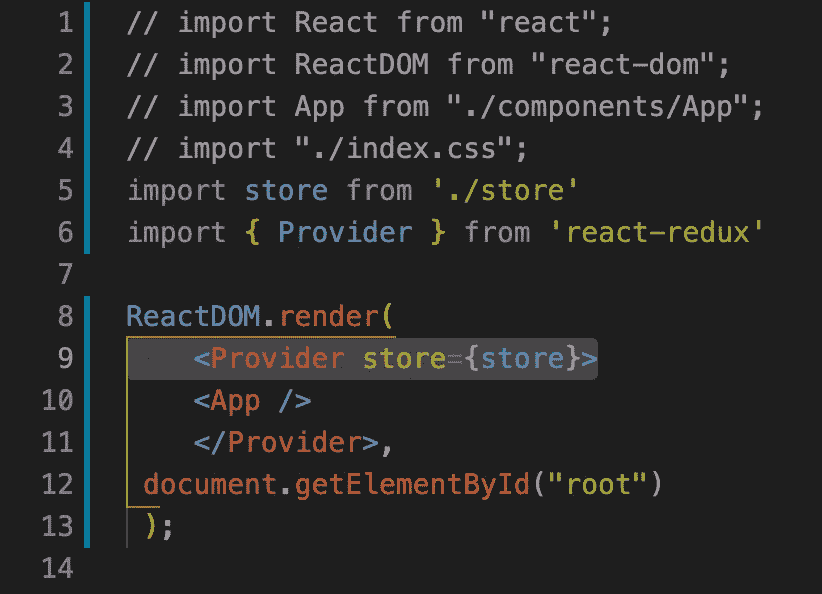 1 // import React from "react";
2 // import ReactDOM from "react-dom";
3 // import App from "./components/App";
4 // import "./index.css";
5 import store from './store'
6 import { Provider } from 'react-redux'
7
8 ReactDOM.render(
9     <Provider store={store}>
10     <App />
11     </Provider>,
12  document.getElementById("root")
13  );
14